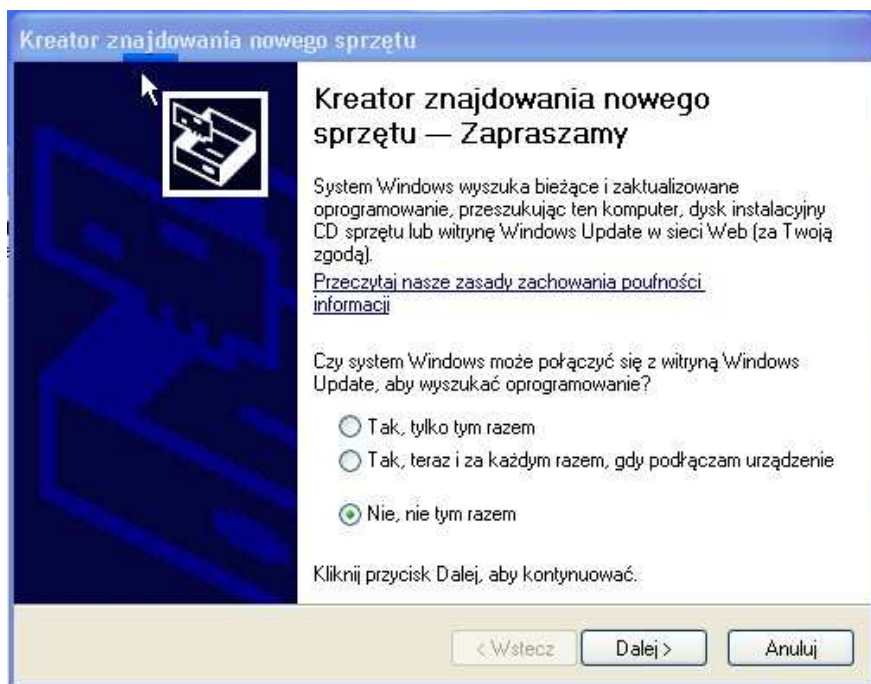 Kreator znajdowania nowego sprzętu
Kreator znajdowania nowego
sprzętu — Zapraszamy
System Windows wyszuka bieżące i zaktualizowane
oprogramowanie, przeszukując ten komputer, dysk instalacyjny
CD sprzętu lub witrynę Windows Update w sieci Web (za Twoją
zgodą).
Przeczytaj nasze zasady zachowania poufności
informacji
Czy system Windows może połączyć się z witryną Windows
Update, aby wyszukać oprogramowanie?
Tak, tylko tym razem
Tak, teraz i za każdym razem, gdy podłączam urządzenie
Nie, nie tym razem
Kliknij przycisk Dalej, aby kontynuować.
< Wstecz
Dalej >
Anuluj